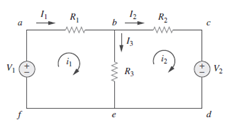 I₁ R₁ I₂ R₂
a b c
I₃
V₁ + − i₁ R₃ i₂ + − V₂
f e d